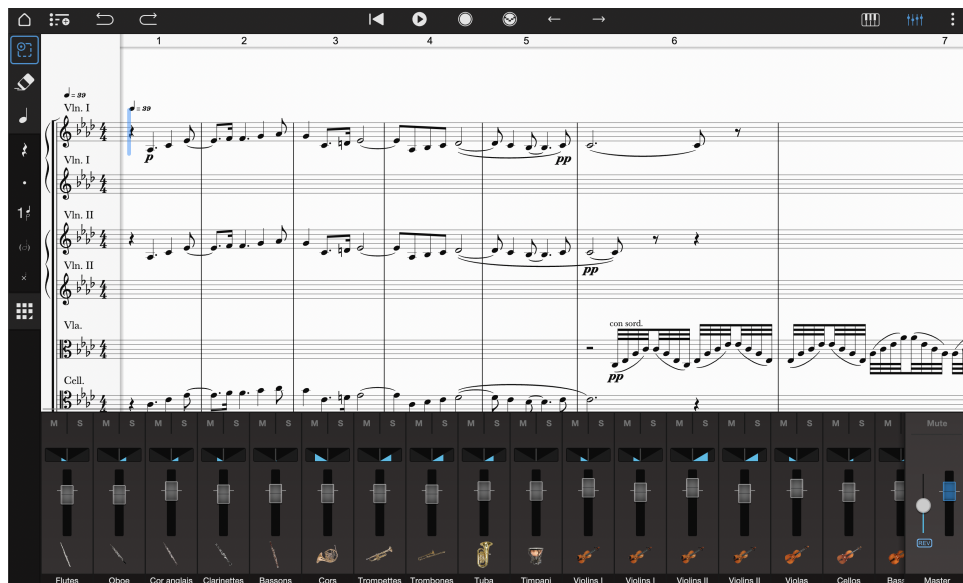 1 2 3 4 5 6 7
♩ = 39
Vln. I
♩ = 39
p
pp
Vln. I
Vln. II
pp
Vln. II
Vla.
con sord.
pp
Cell.
M S M S M S M S M S M S M S M S M S M S M S M S M S M S M S M S M Mute
REV
Flutes Oboe Cor anglais Clarinettes Bassons Cors Trompettes Trombones Tuba Timpani Violins I Violins I Violins II Violins II Violas Cellos Bass Master